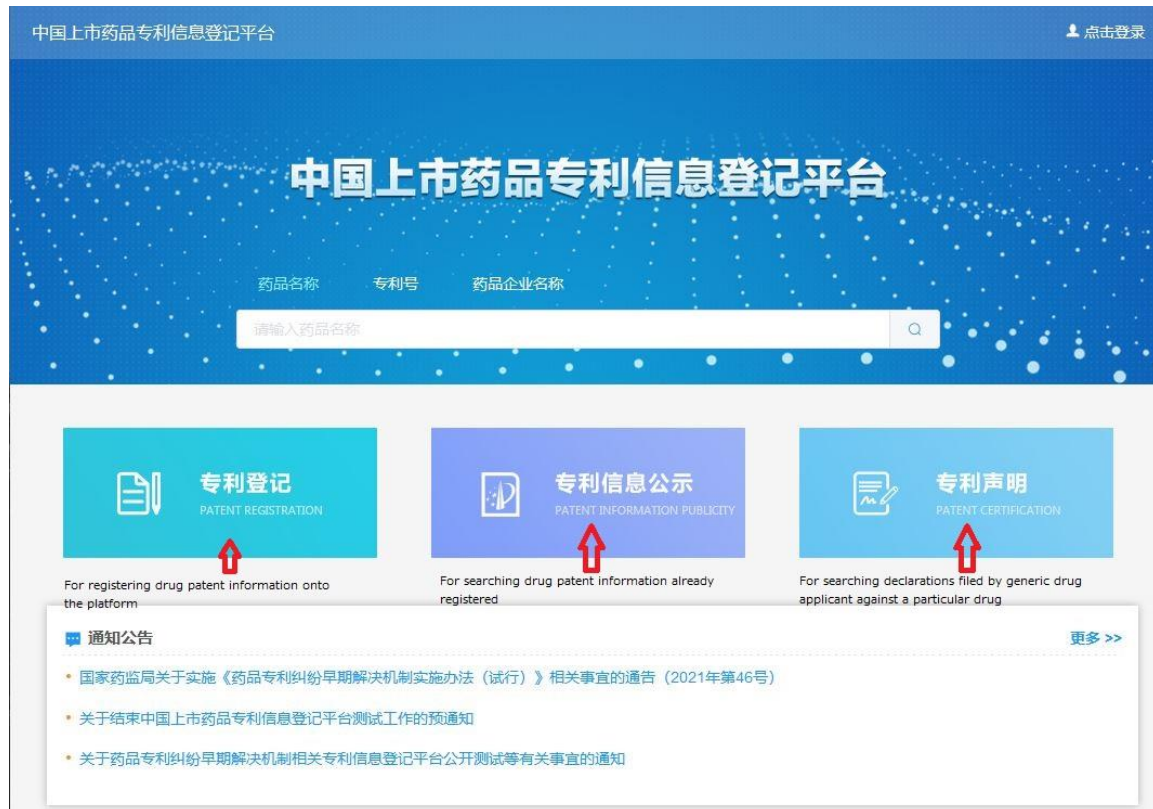 中国上市药品专利信息登记平台
点击登录
中国上市药品专利信息登记平台
药品名称 专利号 药品企业名称
请输入药品名称
专利登记
PATENT REGISTRATION
专利信息公示
PATENT INFORMATION PUBLICITY
专利声明
PATENT CERTIFICATION
For registering drug patent information onto
the platform
For searching drug patent information already
registered
For searching declarations filed by generic drug
applicant against a particular drug
通知公告
更多 >>
国家药监局关于实施《药品专利纠纷早期解决机制实施办法（试行）》相关事宜的通告（2021年第46号）
关于结束中国上市药品专利信息登记平台测试工作的预通知
关于药品专利纠纷早期解决机制相关专利信息登记平台公开测试等有关事宜的通知